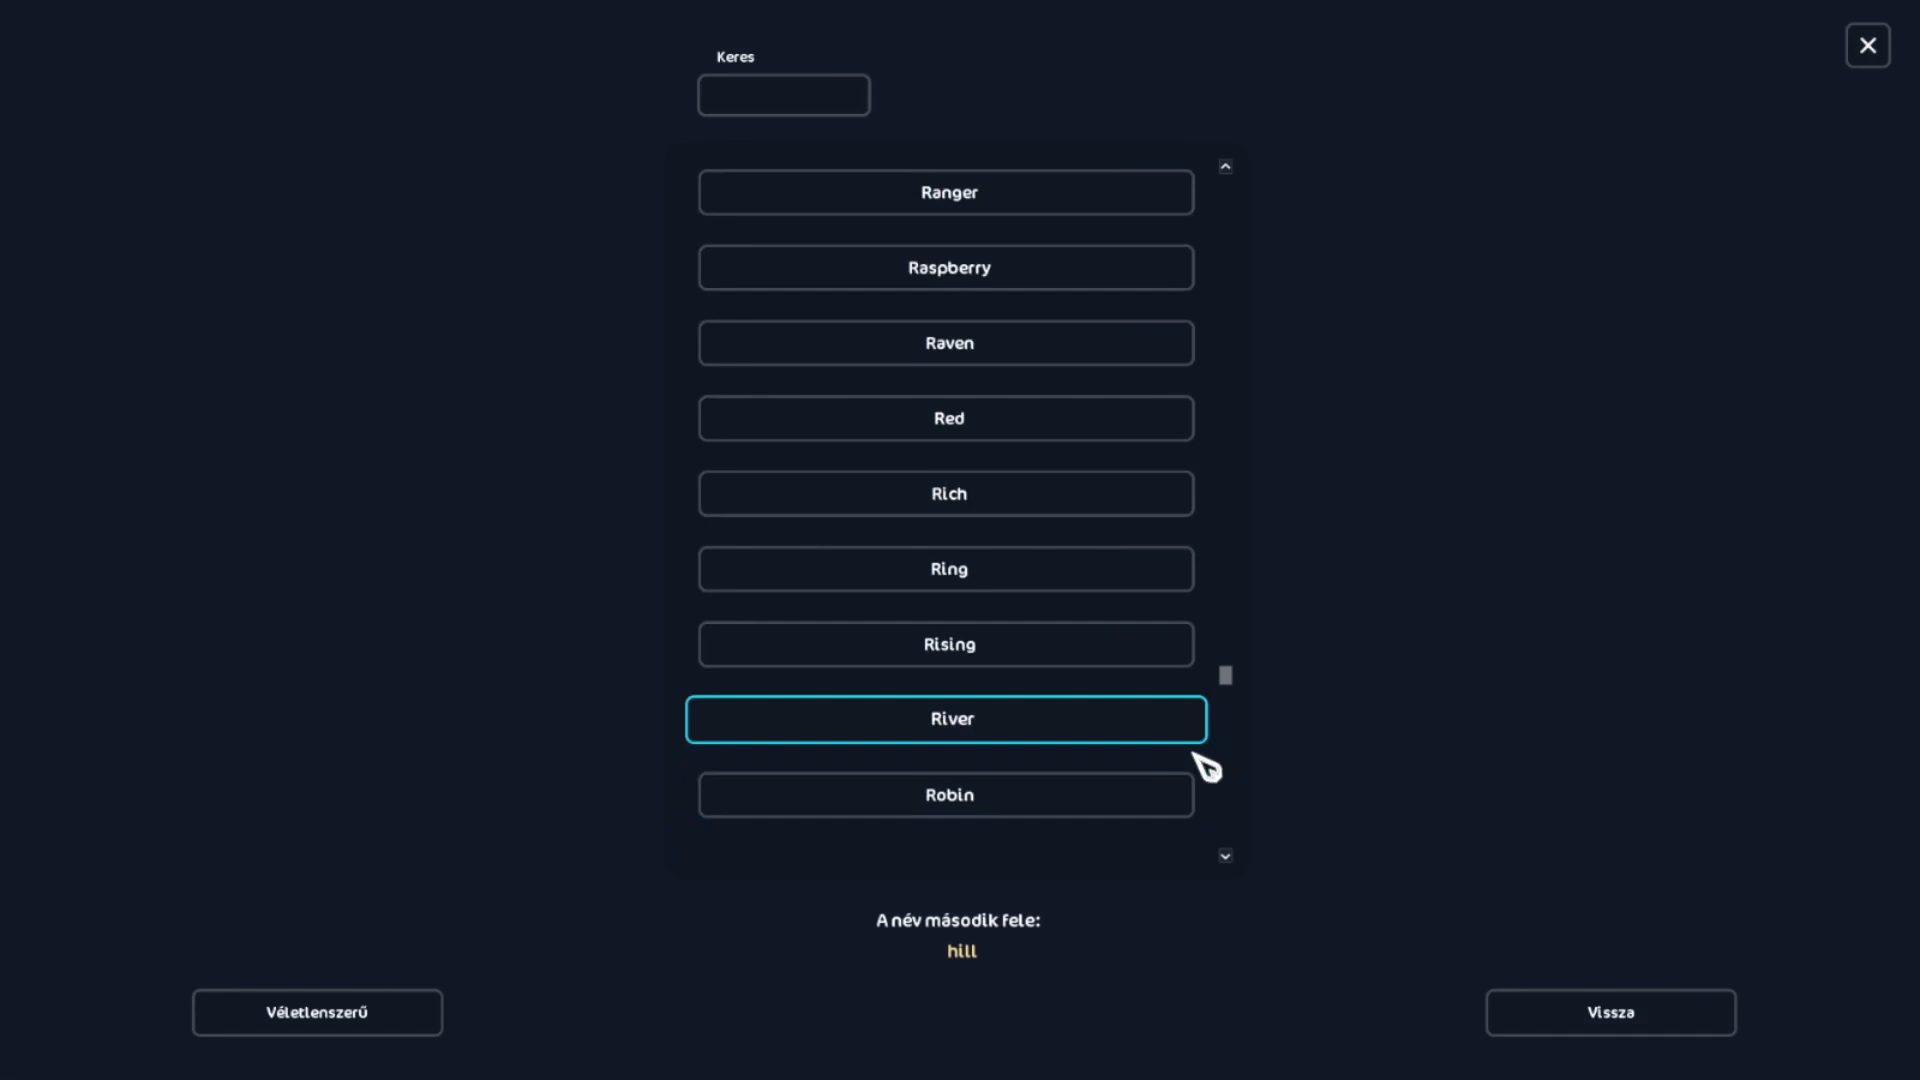 Keres
Ranger
Raspberry
Raven
Red
Rich
Ring
Rising
River
Robin
A név második fele:
hill
Véletlenszerű
Vissza